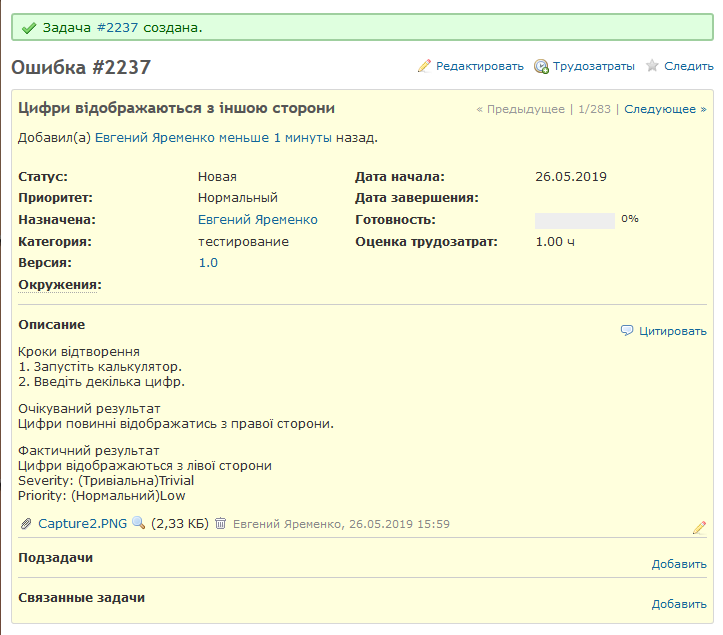 Задача #2237 создана.
Ошибка #2237
Редактировать Трудозатраты Следить
Цифри відображаються з іншою сторони
« Предыдущее | 1/283 | Следующее »
Добавил(а) Евгений Яременко меньше 1 минуты назад.
Статус: Новая Дата начала: 26.05.2019
Приоритет: Нормальный Дата завершения:
Назначена: Евгений Яременко Готовность: 0%
Категория: тестирование Оценка трудозатрат: 1.00 ч
Версия: 1.0
Окружения:
Описание
Цитировать
Кроки відтворення
1. Запустіть калькулятор.
2. Введіть декілька цифр.
Очікуваний результат
Цифри повинні відображатись з правої сторони.
Фактичний результат
Цифри відображаються з лівої сторони
Severity: (Тривіальна)Trivial
Priority: (Нормальний)Low
Capture2.PNG (2,33 КБ) Евгений Яременко, 26.05.2019 15:59
Подзадачи
Добавить
Связанные задачи
Добавить